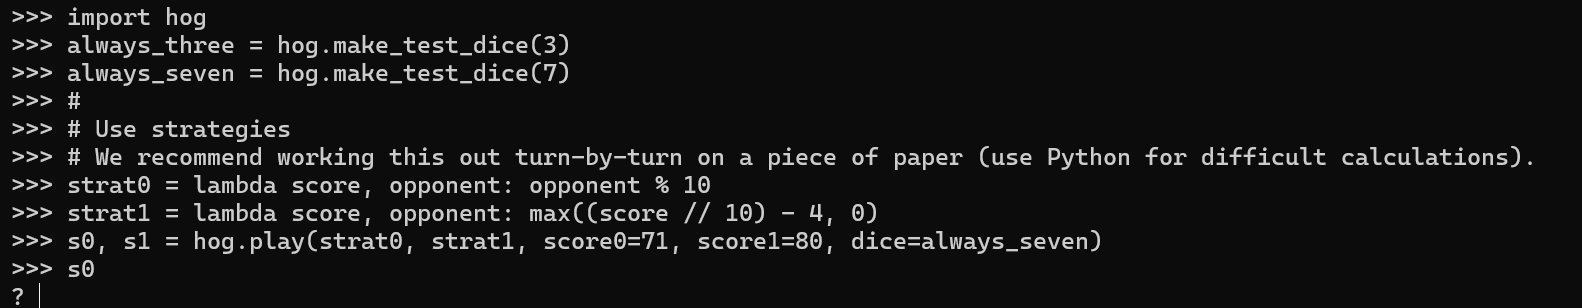 >>> import hog
>>> always_three = hog.make_test_dice(3)
>>> always_seven = hog.make_test_dice(7)
>>> #
>>> # Use strategies
>>> # We recommend working this out turn-by-turn on a piece of paper (use Python for difficult calculations).
>>> strat0 = lambda score, opponent: opponent % 10
>>> strat1 = lambda score, opponent: max((score // 10) - 4, 0)
>>> s0, s1 = hog.play(strat0, strat1, score0=71, score1=80, dice=always_seven)
>>> s0
?